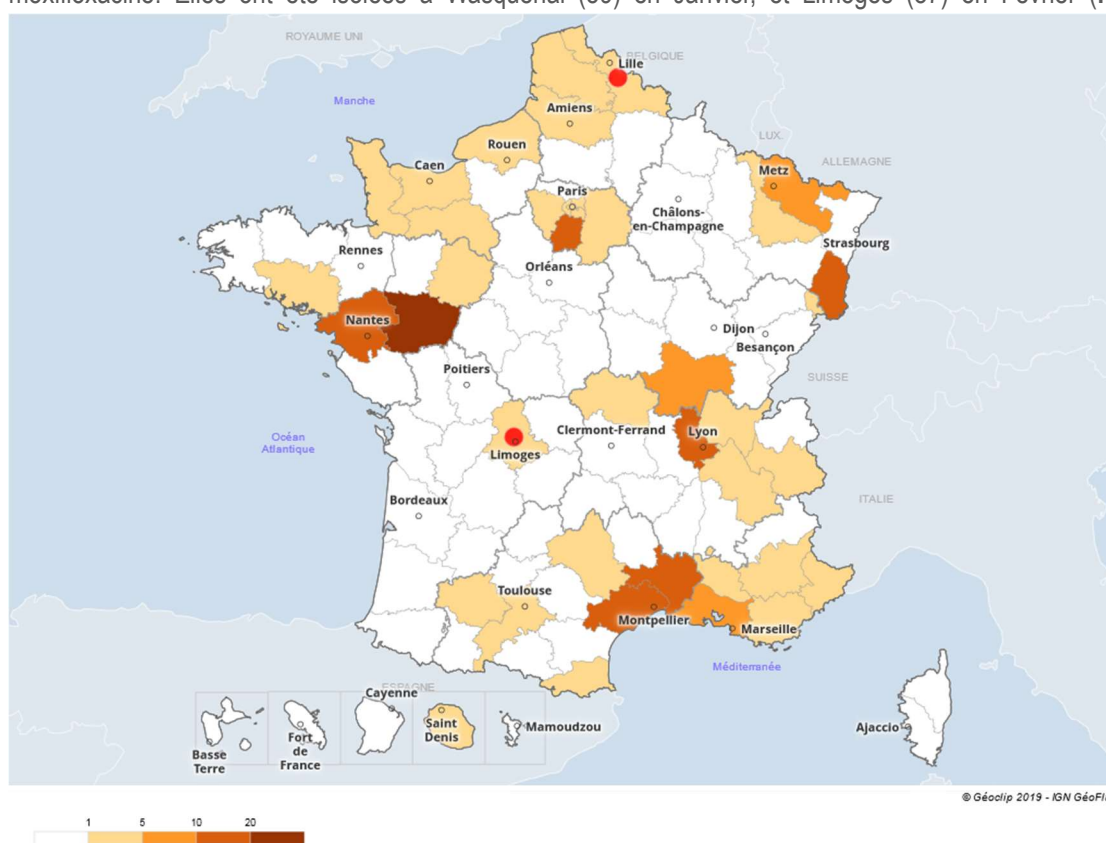 moxifloxacine. Elles ont été isolées à Wasquehal (59) en Janvier, et Limoges (87) en Février (
ROYAUME UNI
BELGIQUE
Lille
Manche
Amiens
LUX.
Rouen
ALLEMAGNE
Caen
Metz
Paris
Châlons-
en-Champagne
Strasbourg
Rennes
Orléans
Nantes
Dijon
Besançon
Poitiers
SUISSE
Clermont-Ferrand
Lyon
Océan
Atlantique
Limoges
Bordeaux
ITALIE
Toulouse
Montpellier
Marseille
Méditerranée
ESPAGNE
Cayenne
Saint
Denis
Mamoudzou
Ajaccio
Fort
de
France
Basse
Terre
© Géoclip 2019 - IGN GéoFl
1 5 10 20